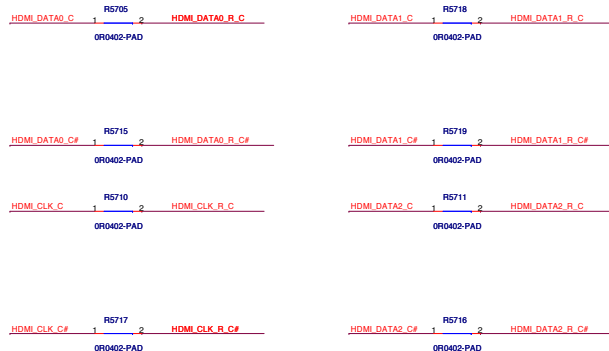 R5705
HDMI_DATA0_C 1 2 HDMI_DATA0_R_C
0R0402-PAD
R5718
HDMI_DATA1_C 1 2 HDMI_DATA1_R_C
0R0402-PAD
R5715
HDMI_DATA0_C# 1 2 HDMI_DATA0_R_C#
0R0402-PAD
R5719
HDMI_DATA1_C# 1 2 HDMI_DATA1_R_C#
0R0402-PAD
R5710
HDMI_CLK_C 1 2 HDMI_CLK_R_C
0R0402-PAD
R5711
HDMI_DATA2_C 1 2 HDMI_DATA2_R_C
0R0402-PAD
R5717
HDMI_CLK_C# 1 2 HDMI_CLK_R_C#
0R0402-PAD
R5716
HDMI_DATA2_C# 1 2 HDMI_DATA2_R_C#
0R0402-PAD